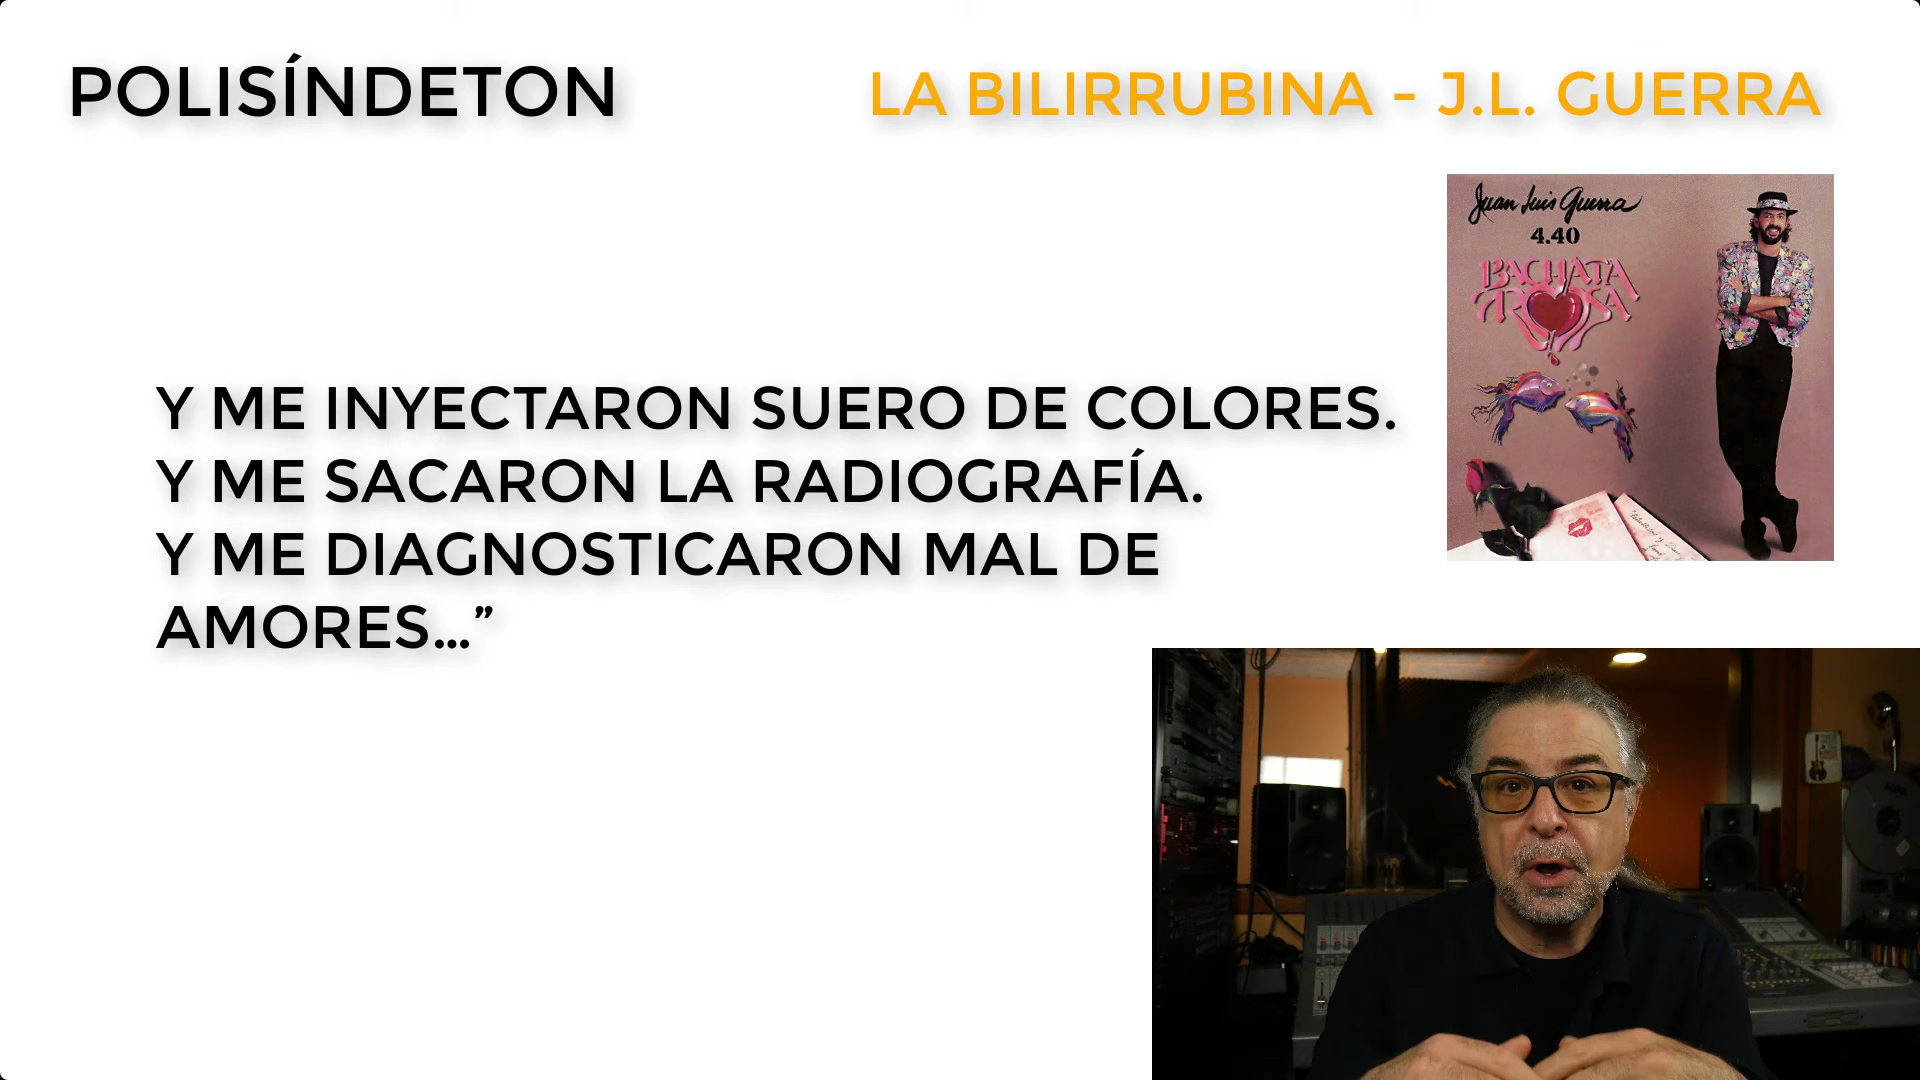 POLISÍNDETON
LA BILIRRUBINA - J.L. GUERRA
Juan Luis Guerra
4.40
BACHATA
ROSA
Y ME INYECTARON SUERO DE COLORES.
Y ME SACARON LA RADIOGRAFÍA.
Y ME DIAGNOSTICARON MAL DE
AMORES...”